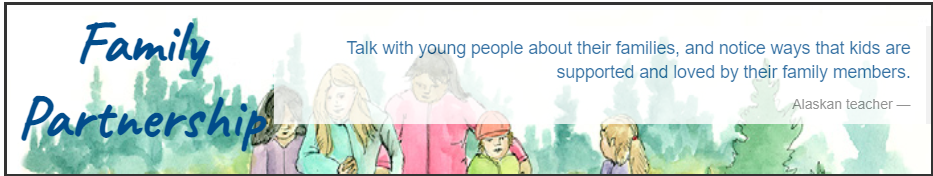 Family
Partnership
Talk with young people about their families, and notice ways that kids are
supported and loved by their family members.
Alaskan teacher —